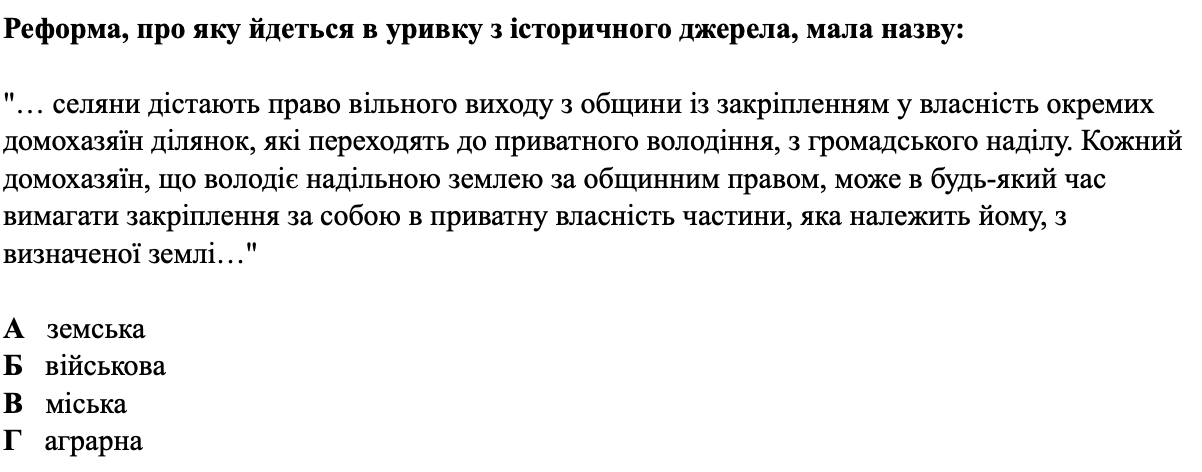 Реформа, про яку йдеться в уривку з історичного джерела, мала назву:
"… селяни дістають право вільного виходу з общини із закріпленням у власність окремих
домохазяїн ділянок, які переходять до приватного володіння, з громадського наділу. Кожний
домохазяїн, що володіє надільною землею за общинним правом, може в будь-який час
вимагати закріплення за собою в приватну власність частини, яка належить йому, з
визначеної землі…"
А земська
Б військова
В міська
Г аграрна